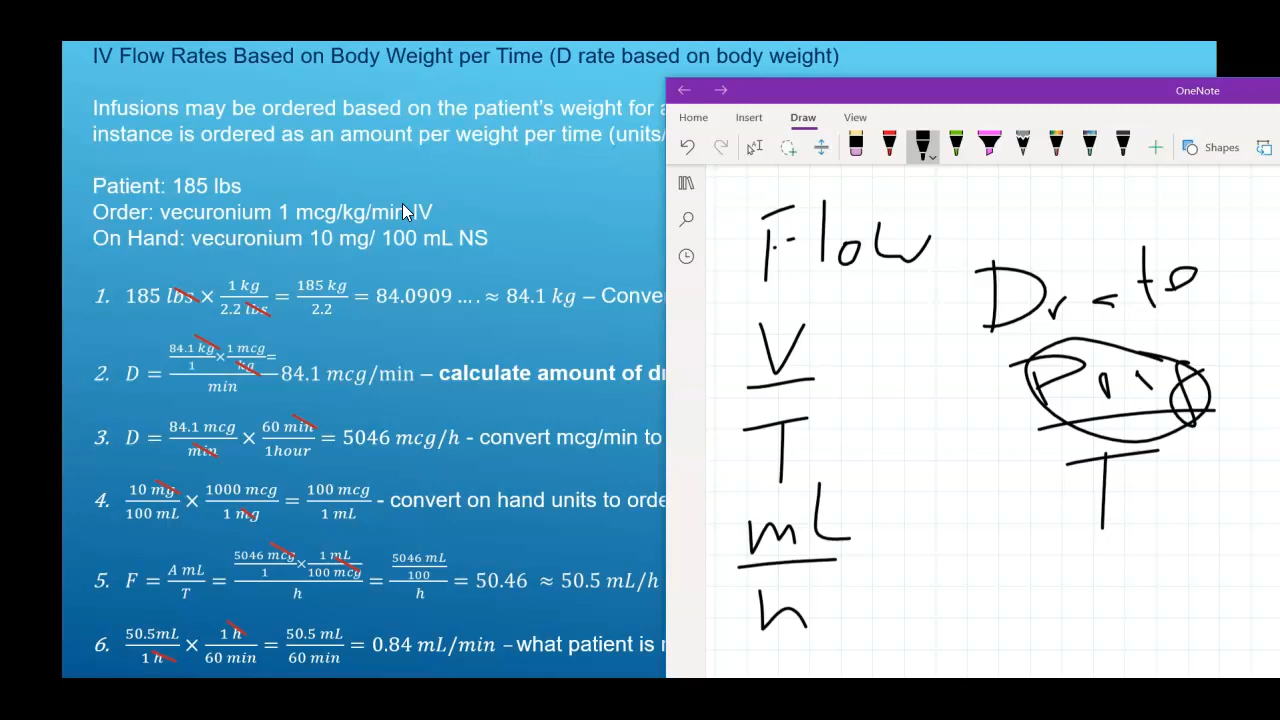 IV Flow Rates Based on Body Weight per Time (D rate based on body weight)
Infusions may be ordered based on the patient's weight for a
instance is ordered as an amount per weight per time (units/
Patient: 185 lbs
Order: vecuronium 1 mcg/kg/min IV
On Hand: vecuronium 10 mg/ 100 mL NS
1. 185 lbs × 1 kg / 2.2 lbs = 185 kg / 2.2 = 84.0909 .... ≈ 84.1 kg – Conver
2. D = 84.1 kg / 1 × 1 mcg / kg = / min 84.1 mcg/min – calculate amount of dr
3. D = 84.1 mcg / min × 60 min / 1hour = 5046 mcg/h - convert mcg/min to
4. 10 mg / 100 mL × 1000 mcg / 1 mg = 100 mcg / 1 mL - convert on hand units to orde
5. F = A mL / T = 5046 mcg / 1 × 1 mL / 100 mcg / h = 5046 mL / 100 / h = 50.46 ≈ 50.5 mL/h
6. 50.5mL / 1 h × 1 h / 60 min = 50.5 mL / 60 min = 0.84 mL/min – what patient is r
OneNote
Home Insert Draw View
Shapes
Flow
V
T
mL
h
D rate
T